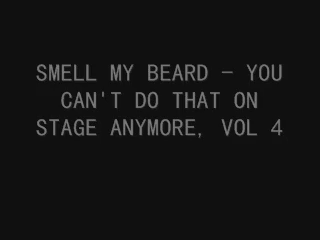 SMELL MY BEARD - YOU
CAN'T DO THAT ON
STAGE ANYMORE, VOL 4